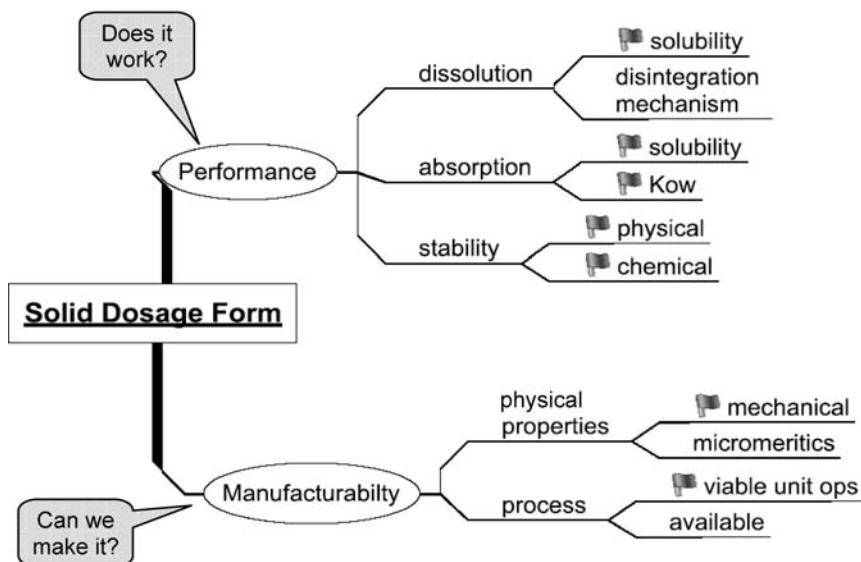 Does it
work?
solubility
dissolution
disintegration
mechanism
Performance
absorption
solubility
Kow
stability
physical
chemical
Solid Dosage Form
physical
properties
mechanical
micromeritics
Manufacturabilty
process
viable unit ops
available
Can we
make it?